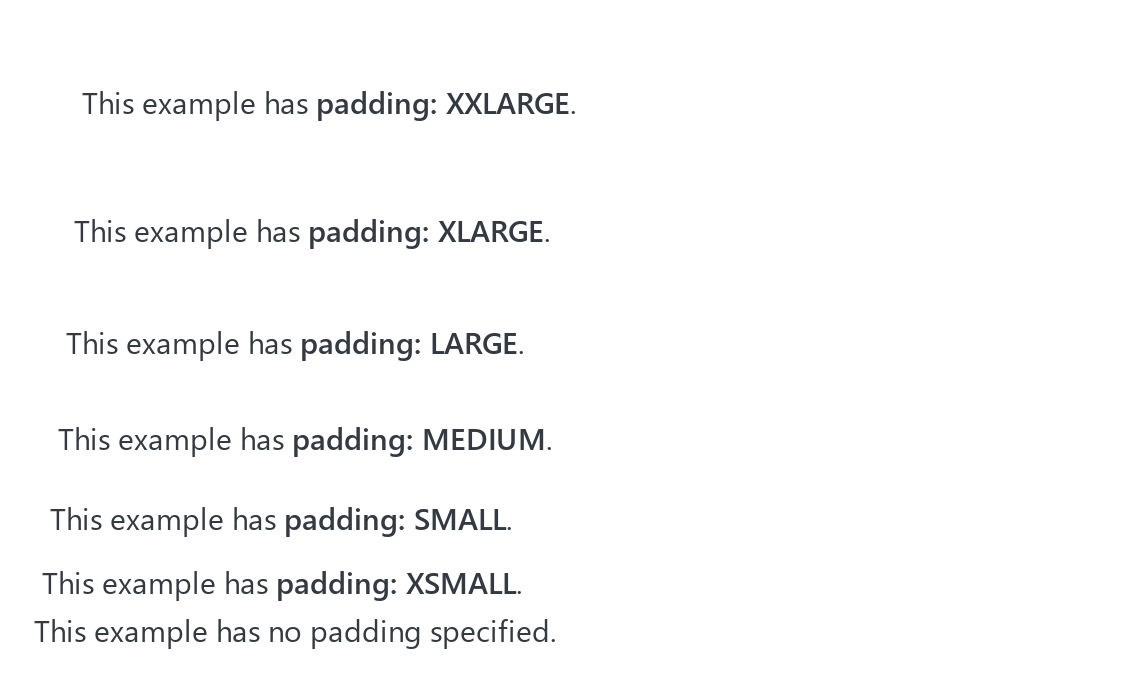 This example has padding: XXLARGE.
This example has padding: XLARGE.
This example has padding: LARGE.
This example has padding: MEDIUM.
This example has padding: SMALL.
This example has padding: XSMALL.
This example has no padding specified.